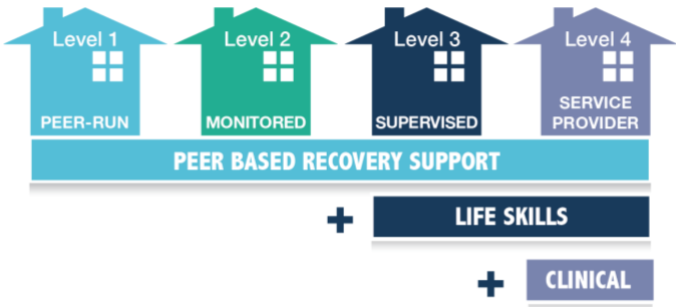 Level 1
Level 2
Level 3
Level 4
PEER-RUN
MONITORED
SUPERVISED
SERVICE
PROVIDER
PEER BASED RECOVERY SUPPORT
+ LIFE SKILLS
+ CLINICAL